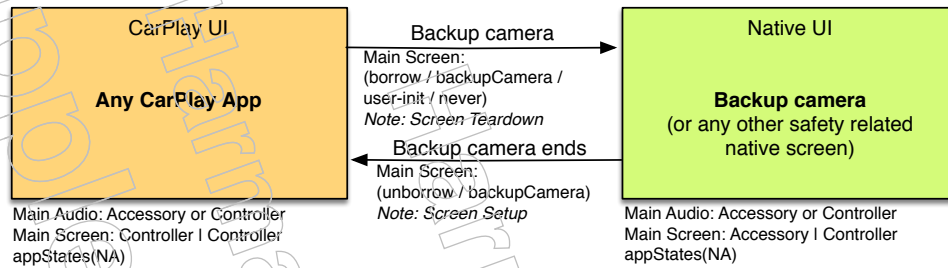 CarPlay UI
Any CarPlay App
Main Audio: Accessory or Controller
Main Screen: Controller | Controller
appStates(NA)
Backup camera
Main Screen:
(borrow / backupCamera /
user-init / never)
Note: Screen Teardown
Backup camera ends
Main Screen:
(unborrow / backupCamera)
Note: Screen Setup
Native UI
Backup camera
(or any other safety related
native screen)
Main Audio: Accessory or Controller
Main Screen: Accessory | Controller
appStates(NA)